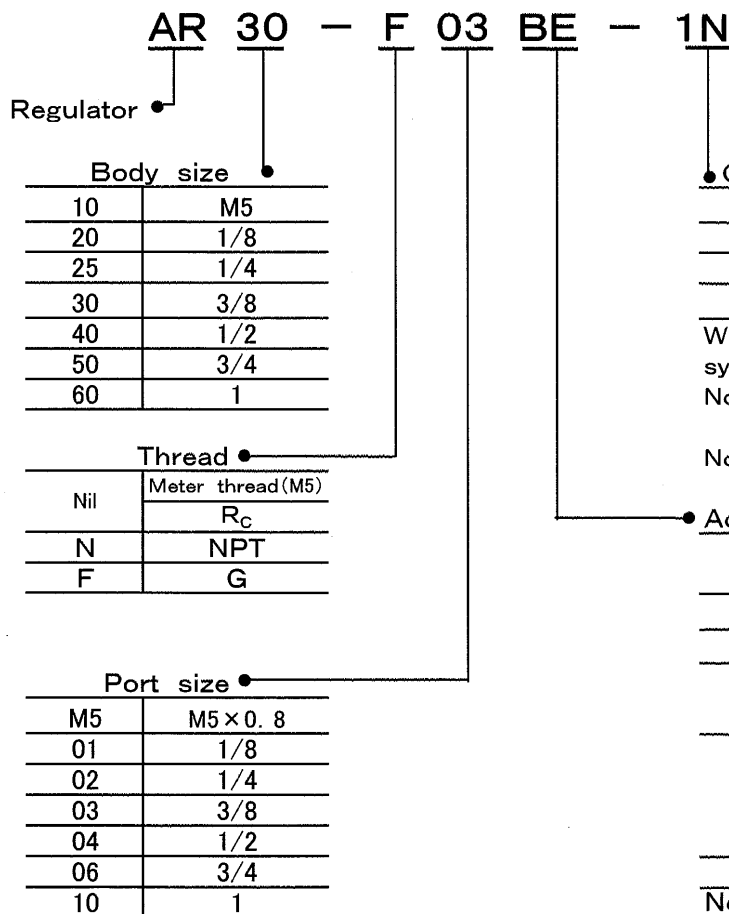 AR 30 - F 03 BE - 1N
Regulator
Body size
10 M5
20 1/8
25 1/4
30 3/8
40 1/2
50 3/4
60 1
Thread
Nil Meter thread(M5)
R_C
N NPT
F G
Port size
M5 M5×0. 8
01 1/8
02 1/4
03 3/8
04 1/2
06 3/4
10 1